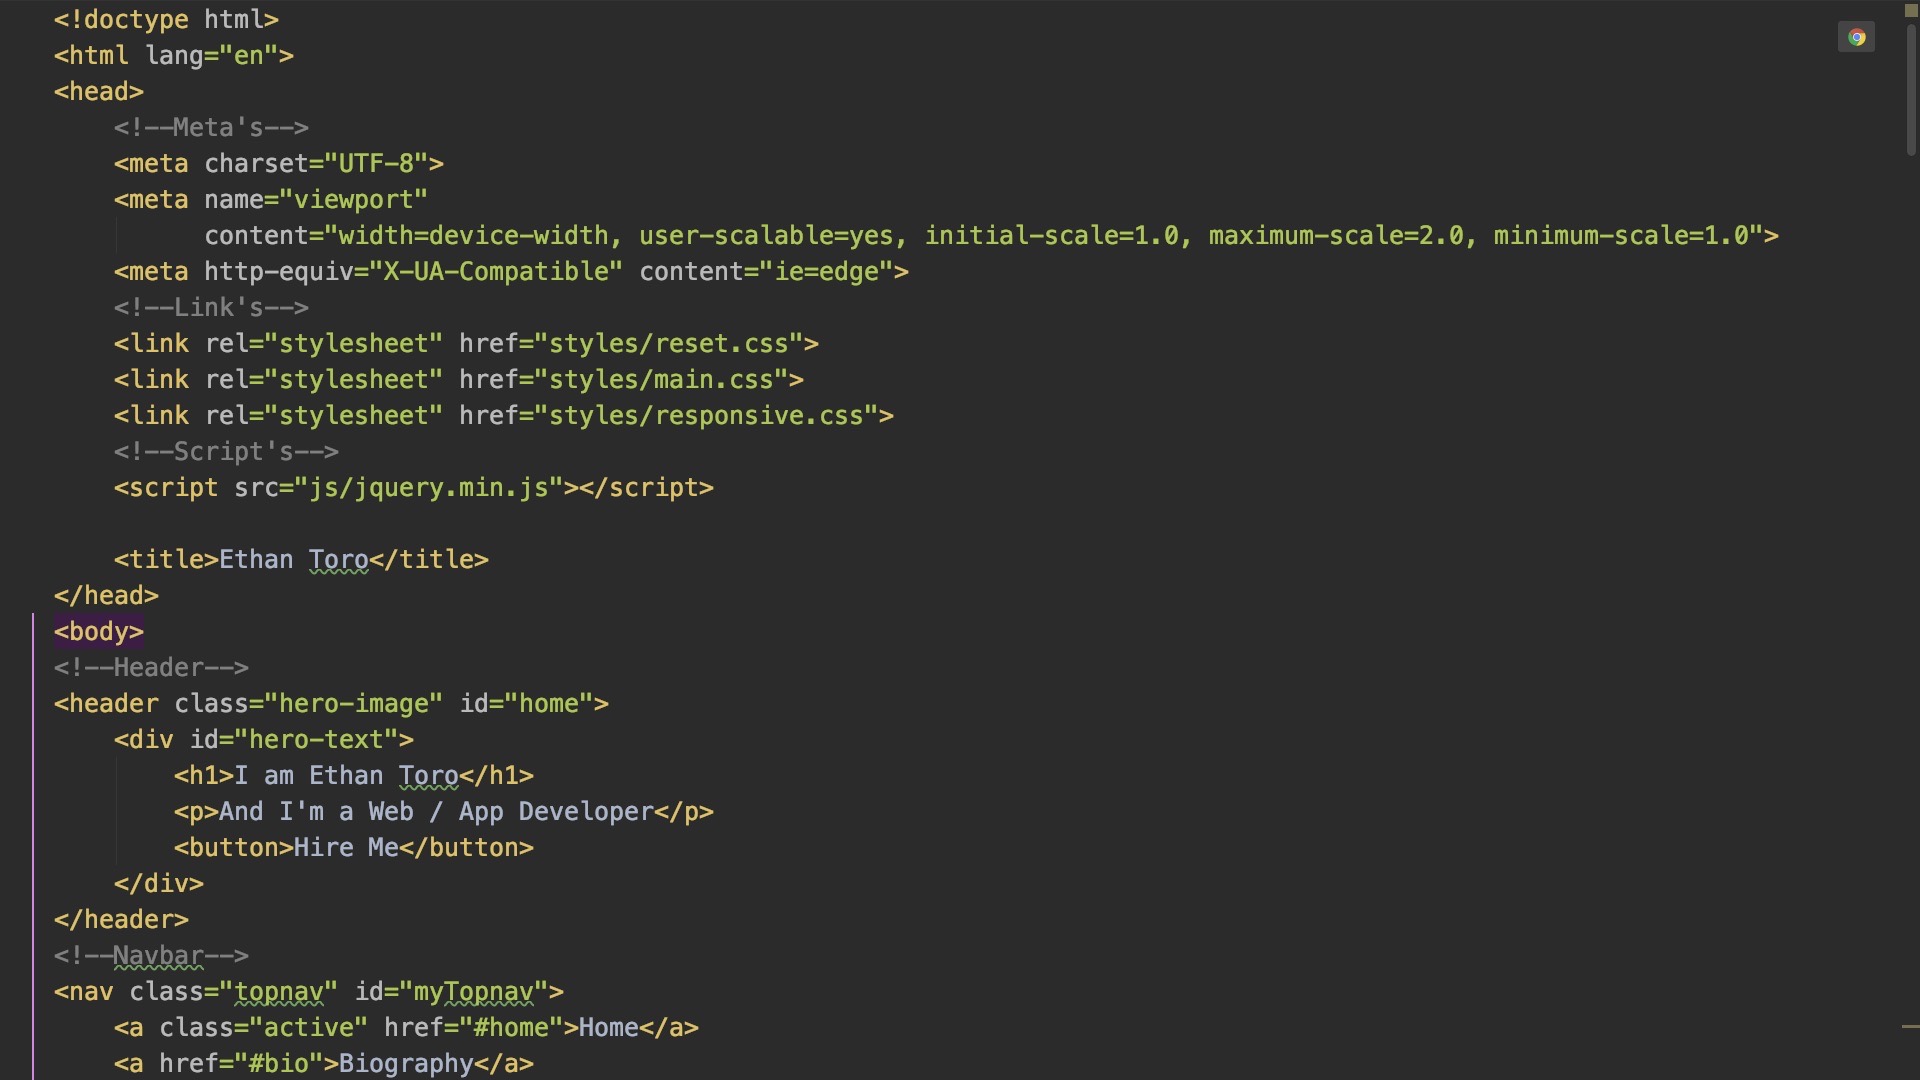 <!doctype html>
<html lang="en">
<head>
    <!--Meta's-->
    <meta charset="UTF-8">
    <meta name="viewport"
          content="width=device-width, user-scalable=yes, initial-scale=1.0, maximum-scale=2.0, minimum-scale=1.0">
    <meta http-equiv="X-UA-Compatible" content="ie=edge">
    <!--Link's-->
    <link rel="stylesheet" href="styles/reset.css">
    <link rel="stylesheet" href="styles/main.css">
    <link rel="stylesheet" href="styles/responsive.css">
    <!--Script's-->
    <script src="js/jquery.min.js"></script>

    <title>Ethan Toro</title>
</head>
<body>
<!--Header-->
<header class="hero-image" id="home">
    <div id="hero-text">
        <h1>I am Ethan Toro</h1>
        <p>And I'm a Web / App Developer</p>
        <button>Hire Me</button>
    </div>
</header>
<!--Navbar-->
<nav class="topnav" id="myTopnav">
    <a class="active" href="#home">Home</a>
    <a href="#bio">Biography</a>